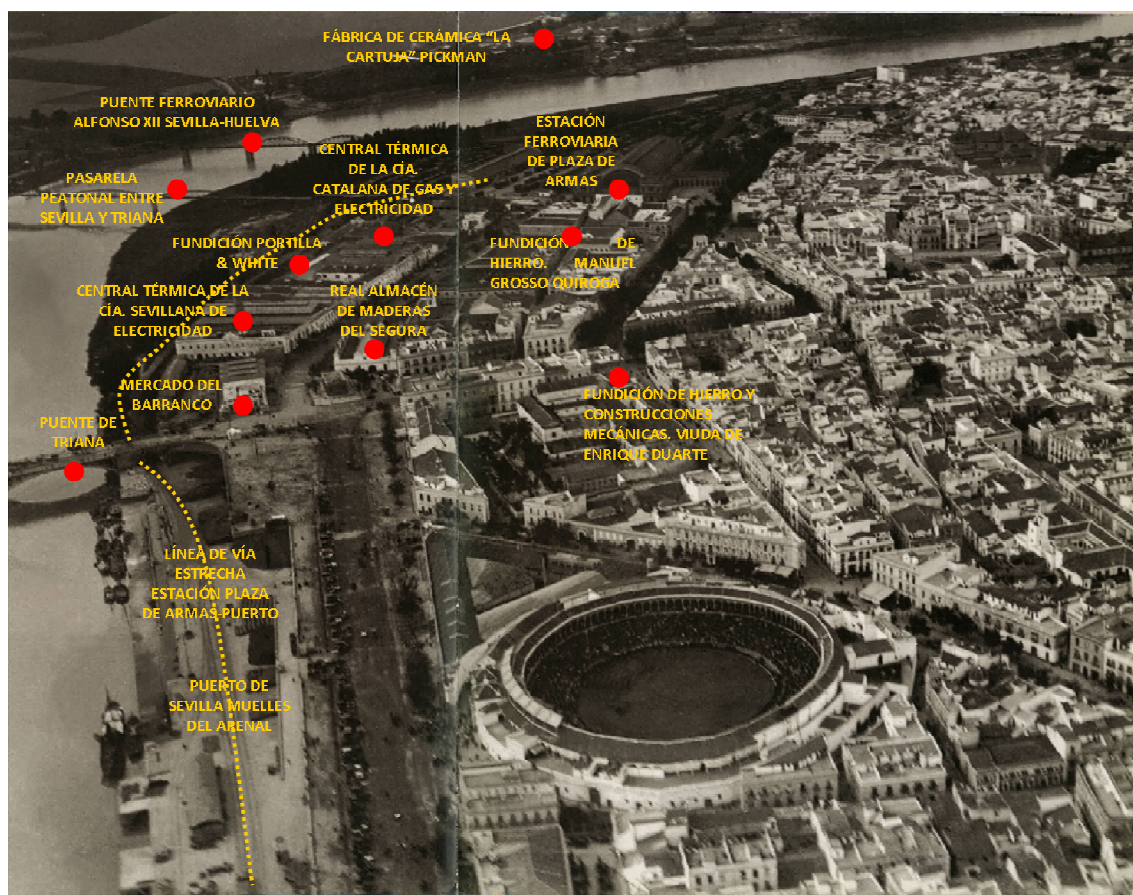 FÁBRICA DE CERÁMICA “LA
CARTUJA” PICKMAN
PUENTE FERROVIARIO
ALFONSO XII SEVILLA-HUELVA
ESTACIÓN
FERROVIARIA
DE PLAZA DE
ARMAS
CENTRAL TÉRMICA
DE LA CÍA.
CATALANA DE GAS Y
ELECTRICIDAD
PASARELA
PEATONAL ENTRE
SEVILLA Y TRIANA
FUNDICIÓN PORTILLA
& WHITE
FUNDICIÓN DE
HIERRO. MANUEL
GROSSO QUIROGA
CENTRAL TÉRMICA DE LA
CÍA. SEVILLANA DE
ELECTRICIDAD
REAL ALMACÉN
DE MADERAS
DEL SEGURA
MERCADO DEL
BARRANCO
FUNDICIÓN DE HIERRO Y
CONSTRUCCIONES
MECÁNICAS. VIUDA DE
ENRIQUE DUARTE
PUENTE DE
TRIANA
LÍNEA DE VÍA
ESTRECHA
ESTACIÓN PLAZA
DE ARMAS-PUERTO
PUERTO DE
SEVILLA MUELLES
DEL ARENAL